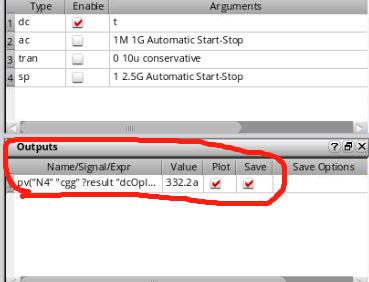 Type Enable Arguments
1 dc t
2 ac 1M 1G Automatic Start-Stop
3 tran 0 10u conservative
4 sp 1 2.5G Automatic Start-Stop
Outputs ? X
Name/Signal/Expr Value Plot Save Save Options
pv("N4" "cgg" ?result "dcOpI... 332.2a